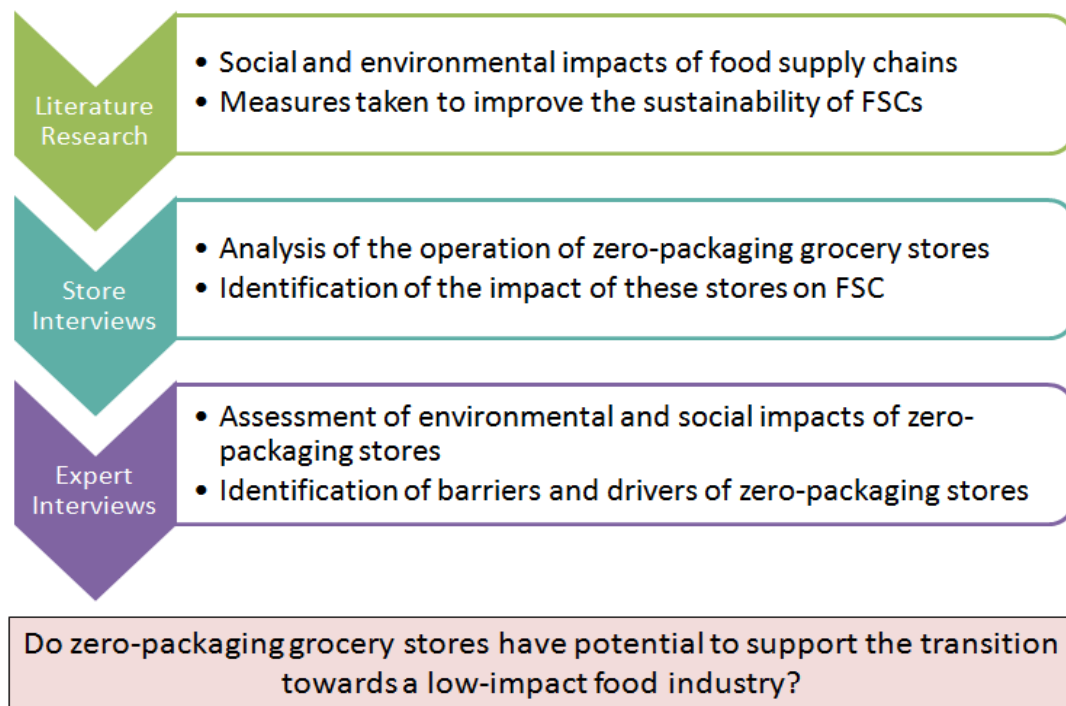 Literature
Research
• Social and environmental impacts of food supply chains
• Measures taken to improve the sustainability of FSCs
Store
Interviews
• Analysis of the operation of zero-packaging grocery stores
• Identification of the impact of these stores on FSC
Expert
Interviews
• Assessment of environmental and social impacts of zero-
packaging stores
• Identification of barriers and drivers of zero-packaging stores
Do zero-packaging grocery stores have potential to support the transition
towards a low-impact food industry?